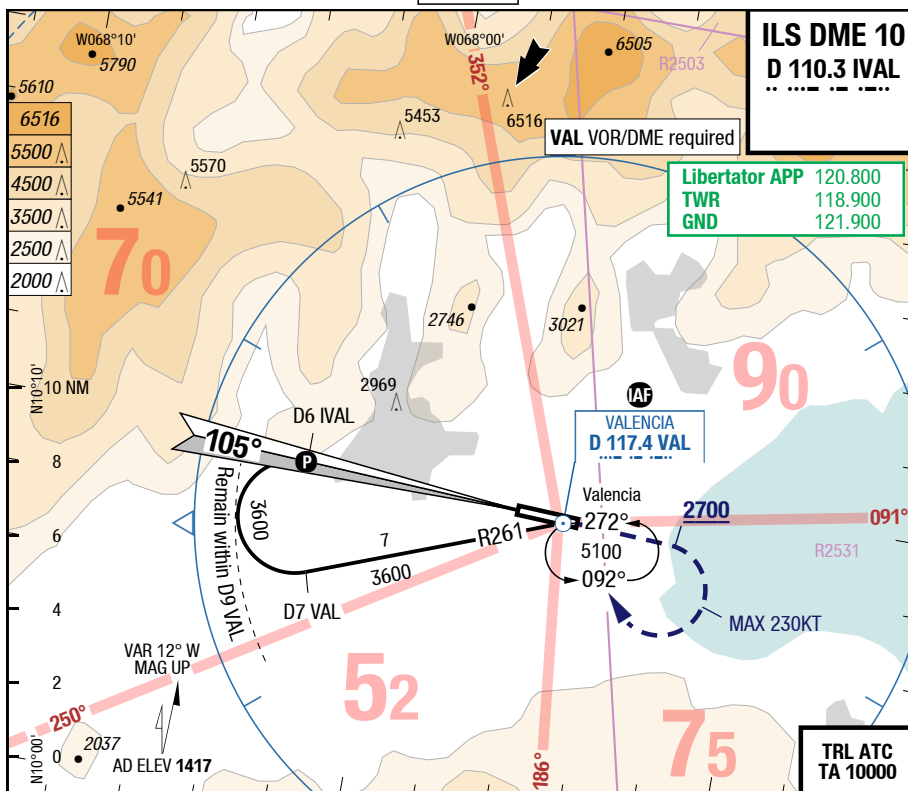 W068°10'
W068°00'
ILS DME 10
D 110.3 IVAL
5790
6505
352°
R2503
5610
6516
5500
4500
3500
2500
2000
5453
6516
VAL VOR/DME required
5570
Libertator APP 120.800
TWR 118.900
GND 121.900
5541
70
2746
3021
90
N10°10'
10 NM
2969
IAF
D6 IVAL
VALENCIA
D 117.4 VAL
105°
P
8
Remain within D9 VAL
3600
Valencia
272°
2700
091°
6
7
R261
5100
R2531
3600
092°
4
D7 VAL
MAX 230KT
VAR 12° W
MAG UP
2
52
75
250°
2037
N10°00'
0
AD ELEV 1417
186°
TRL ATC
TA 10000